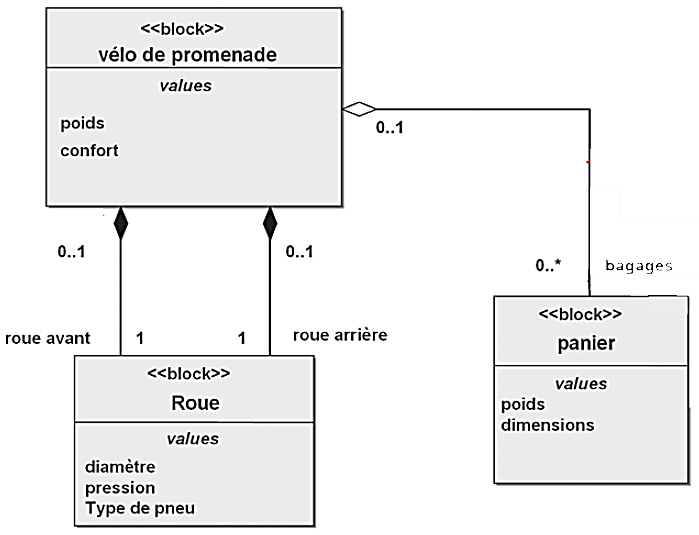 <<block>>
vélo de promenade
values
poids
confort
0..1
0..1
0..1
0..*
bagages
roue avant
1
1
roue arrière
<<block>>
panier
values
poids
dimensions
<<block>>
Roue
values
diamètre
pression
Type de pneu